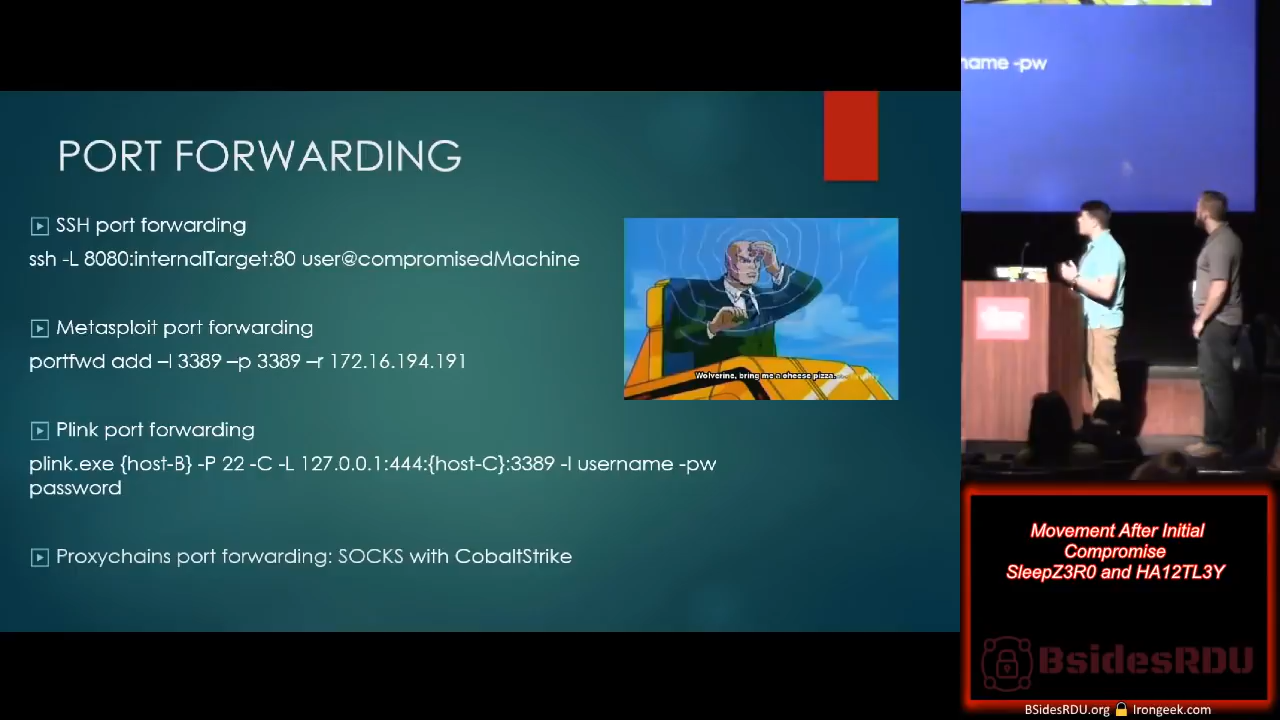 PORT FORWARDING
SSH port forwarding
ssh -L 8080:internalTarget:80 user@compromisedMachine
Metasploit port forwarding
portfwd add –l 3389 –p 3389 –r 172.16.194.191
Plink port forwarding
plink.exe {host-B} -P 22 -C -L 127.0.0.1:444:{host-C}:3389 -l username -pw
password
Proxychains port forwarding: SOCKS with CobaltStrike
Wolverine, bring me a cheese pizza.
name -pw
Movement After Initial
Compromise
SleepZ3R0 and HA12TL3Y
BsidesRDU
BSidesRDU.org Irongeek.com